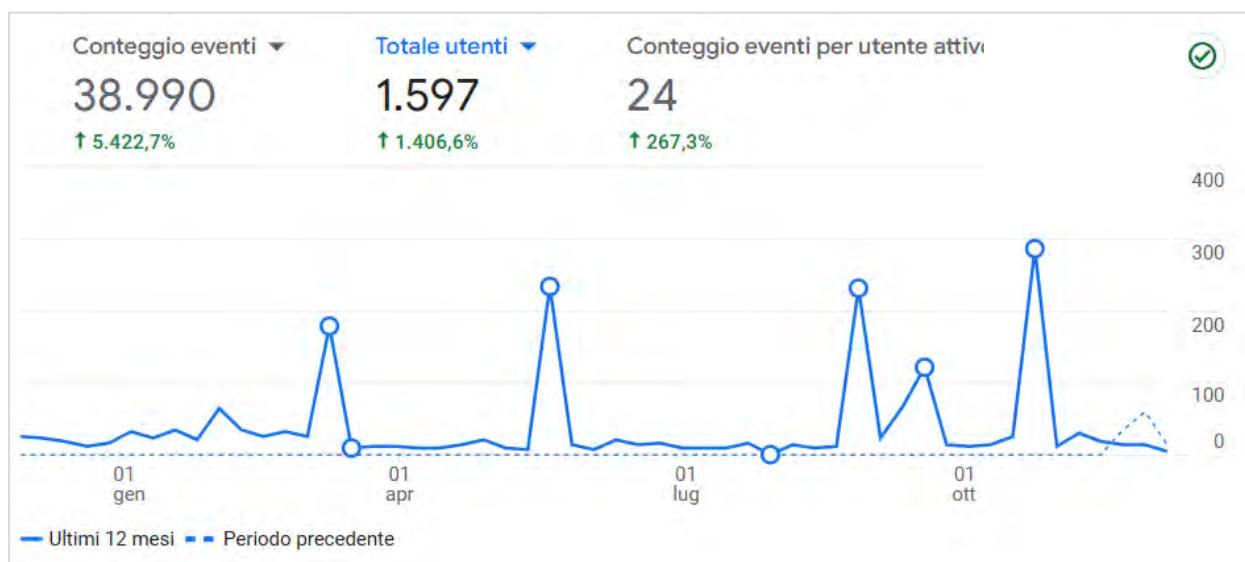 Conteggio eventi
38.990
↑ 5.422,7%
Totale utenti
1.597
↑ 1.406,6%
Conteggio eventi per utente attivo
24
↑ 267,3%
400
300
200
100
0
01
gen
01
apr
01
lug
01
ott
Ultimi 12 mesi
Periodo precedente